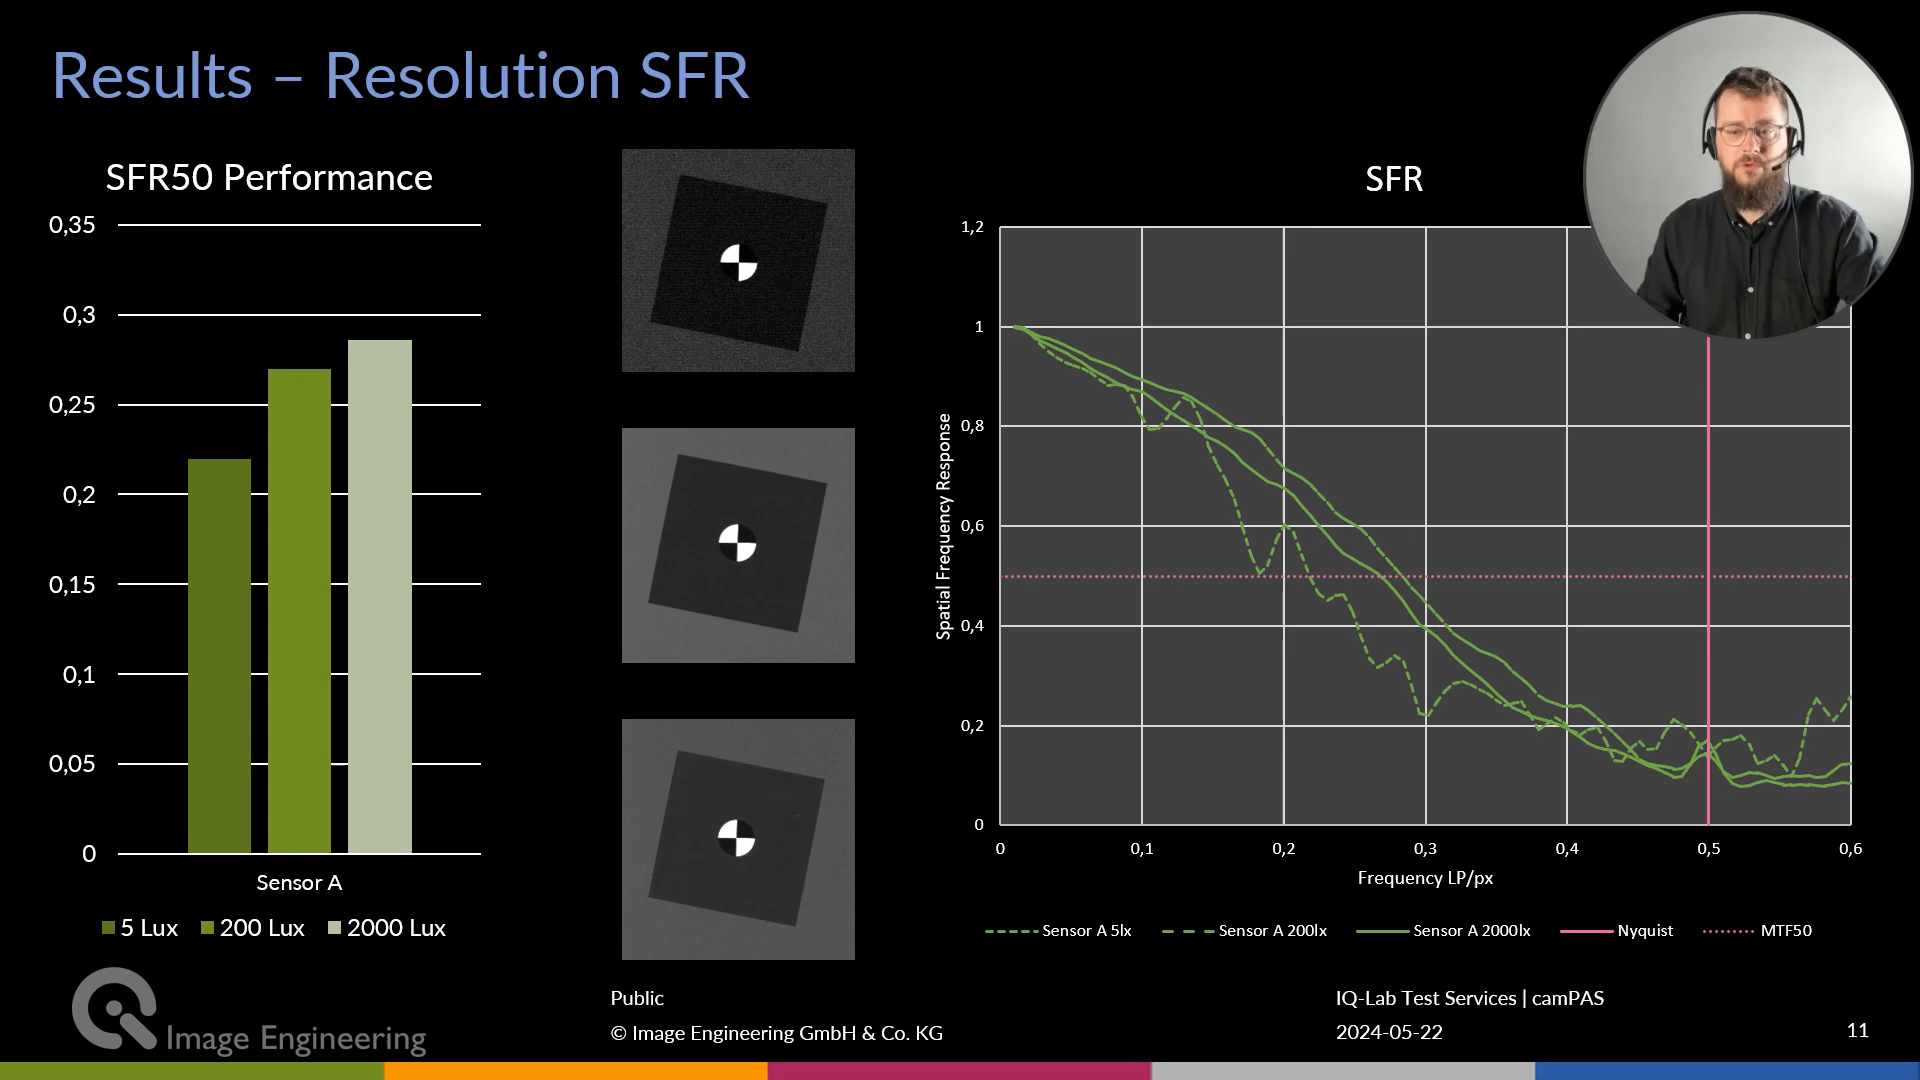 Results – Resolution SFR
SFR50 Performance
0,35
0,3
0,25
0,2
0,15
0,1
0,05
0
Sensor A
5 Lux
200 Lux
2000 Lux
SFR
1,2
1
0,8
0,6
0,4
0,2
0
Spatial Frequency Response
0
0,1
0,2
0,3
0,4
0,5
0,6
Frequency LP/px
Sensor A 5lx
Sensor A 200lx
Sensor A 2000lx
Nyquist
MTF50
Image Engineering
Public
© Image Engineering GmbH & Co. KG
IQ-Lab Test Services | camPAS
2024-05-22
11